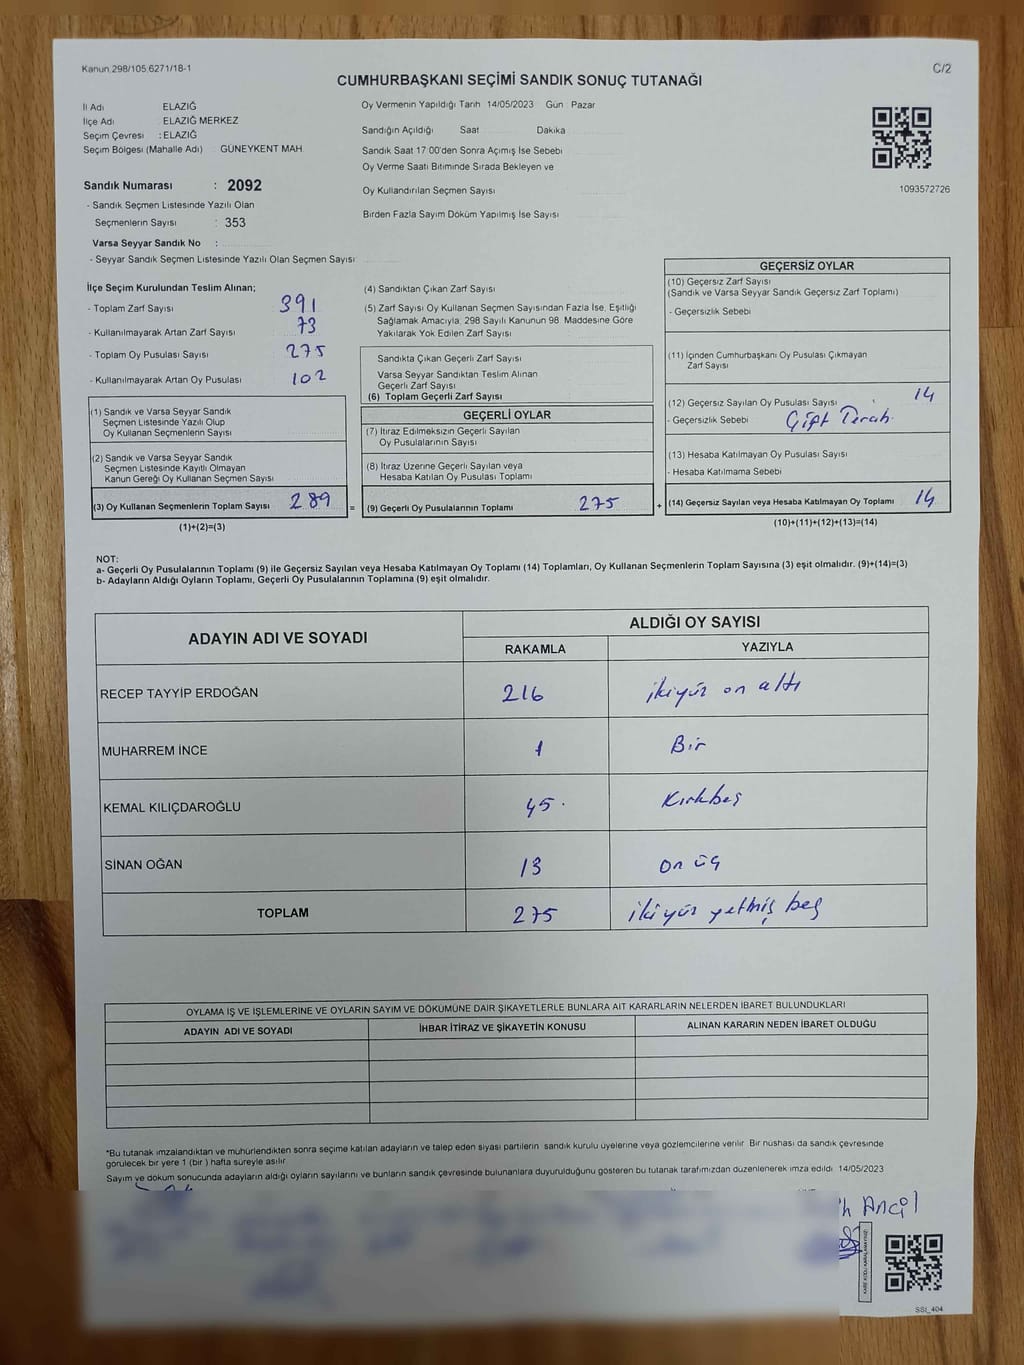 Kanun 298/105 6271/18-1
C/2
CUMHURBAŞKANI SEÇİMİ SANDIK SONUÇ TUTANAĞI
İl Adı ELAZIĞ
İlçe Adı ELAZIĞ MERKEZ
Seçim Çevresi : ELAZIĞ
Seçim Bölgesi (Mahalle Adı) GÜNEYKENT MAH.
Oy Vermenin Yapıldığı Tarih 14/05/2023 Gün Pazar
Sandığın Açıldığı Saat Dakika
Sandık Saat 17 00'den Sonra Açımış İse Sebebi
Oy Verme Saati Bitiminde Sırada Bekleyen ve
Oy Kullandırılan Seçmen Sayısı
Birden Fazla Sayım Döküm Yapılmış İse Sayısı
1093572726
Sandık Numarası : 2092
- Sandık Seçmen Listesinde Yazılı Olan
Seçmenlerin Sayısı : 353
Varsa Seyyar Sandık No :
- Seyyar Sandık Seçmen Listesinde Yazılı Olan Seçmen Sayısı
İlçe Seçim Kurulundan Teslim Alınan;
- Toplam Zarf Sayısı 391
- Kullanılmayarak Artan Zarf Sayısı 73
- Toplam Oy Pusulası Sayısı 275
- Kullanılmayarak Artan Oy Pusulası 102
(1) Sandık ve Varsa Seyyar Sandık
Seçmen Listesinde Yazılı Olup
Oy Kullanan Seçmenlerin Sayısı
(2) Sandık ve Varsa Seyyar Sandık
Seçmen Listesinde Kayıtlı Olmayan
Kanun Gereği Oy Kullanan Seçmen Sayısı
(3) Oy Kullanan Seçmenlerin Toplam Sayısı 289
(1)+(2)=(3)
=
(4) Sandıktan Çıkan Zarf Sayısı
(5) Zarf Sayısı Oy Kullanan Seçmen Sayısından Fazla İse, Eşitliği
Sağlamak Amacıyla, 298 Sayılı Kanunun 98. Maddesine Göre
Yakılarak Yok Edilen Zarf Sayısı
Sandıkta Çıkan Geçerli Zarf Sayısı
Varsa Seyyar Sandıktan Teslim Alınan
Geçerli Zarf Sayısı
(6) Toplam Geçerli Zarf Sayısı
GEÇERLİ OYLAR
(7) İtiraz Edilmeksizin Geçerli Sayılan
Oy Pusulalarının Sayısı
(8) İtiraz Üzerine Geçerli Sayılan veya
Hesaba Katılan Oy Pusulası Toplamı
(9) Geçerli Oy Pusulalarının Toplamı 275
+
GEÇERSİZ OYLAR
(10) Geçersiz Zarf Sayısı
(Sandık ve Varsa Seyyar Sandık Geçersiz Zarf Toplamı)
- Geçersizlik Sebebi
(11) İçinden Cumhurbaşkanı Oy Pusulası Çıkmayan
Zarf Sayısı
(12) Geçersiz Sayılan Oy Pusulası Sayısı 14
- Geçersizlik Sebebi Çift Tercih
(13) Hesaba Katılmayan Oy Pusulası Sayısı
- Hesaba Katılmama Sebebi
(14) Geçersiz Sayılan veya Hesaba Katılmayan Oy Toplamı 14
(10)+(11)+(12)+(13)=(14)
NOT:
a- Geçerli Oy Pusulalarının Toplamı (9) ile Geçersiz Sayılan veya Hesaba Katılmayan Oy Toplamı (14) Toplamları, Oy Kullanan Seçmenlerin Toplam Sayısına (3) eşit olmalıdır. (9)+(14)=(3)
b- Adayların Aldığı Oyların Toplamı, Geçerli Oy Pusulalarının Toplamına (9) eşit olmalıdır.
ADAYIN ADI VE SOYADI
ALDIĞI OY SAYISI
RAKAMLA YAZIYLA
RECEP TAYYİP ERDOĞAN 216 ikiyüz on altı
MUHARREM İNCE 1 Bir
KEMAL KILIÇDAROĞLU 45 Kırkbeş
SİNAN OĞAN 13 on üç
TOPLAM 275 ikiyüz yetmiş beş
OYLAMA İŞ VE İŞLEMLERİNE VE OYLARIN SAYIM VE DÖKÜMÜNE DAİR ŞİKAYETLERLE BUNLARA AİT KARARLARIN NELERDEN İBARET BULUNDUKLARI
ADAYIN ADI VE SOYADI İHBAR İTİRAZ VE ŞİKAYETİN KONUSU ALINAN KARARIN NEDEN İBARET OLDUĞU
*Bu tutanak imzalandıktan ve mühürlendikten sonra seçime katılan adayların ve talep eden siyasi partilerin sandık kurulu üyelerine veya gözlemcilerine verilir Bir nüshası da sandık çevresinde
görülecek bir yere 1 (bir ) hafta süreyle asılır
Sayım ve döküm sonucunda adayların aldığı oyların sayılarını ve bunların sandık çevresinde bulunanlara duyurulduğunu gösteren bu tutanak tarafımızdan düzenlenerek imza edildi 14/05/2023
SSI_404